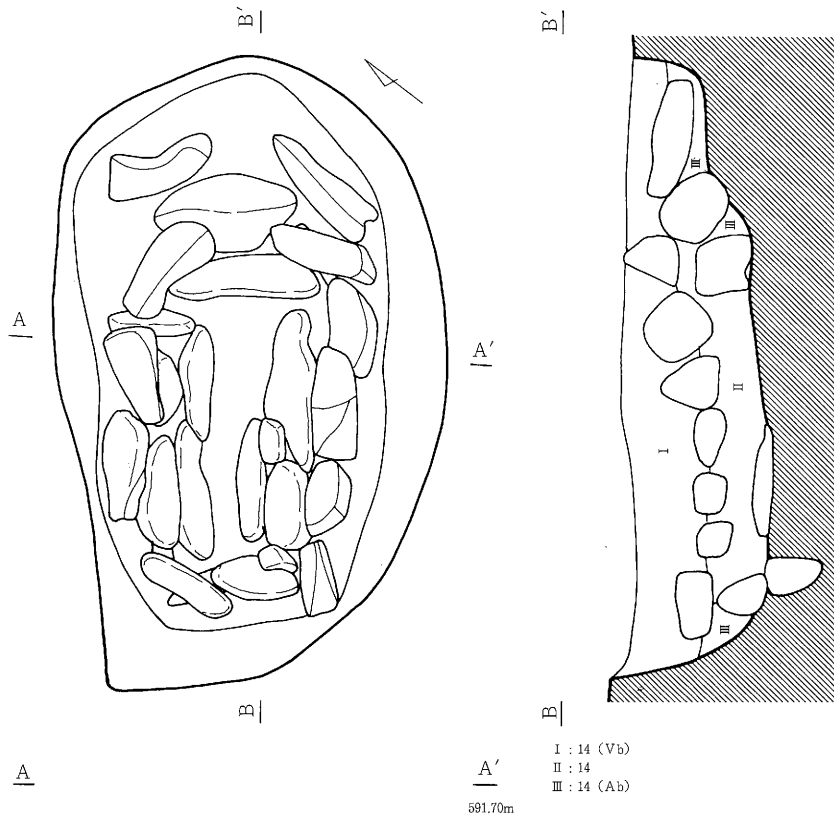 B′
B′
A
A′
Ⅲ
Ⅲ
Ⅱ
Ⅰ
Ⅲ
B
B
A
A′
591.70m
Ⅰ : 14 (Vb)
Ⅱ : 14
Ⅲ : 14 (Ab)